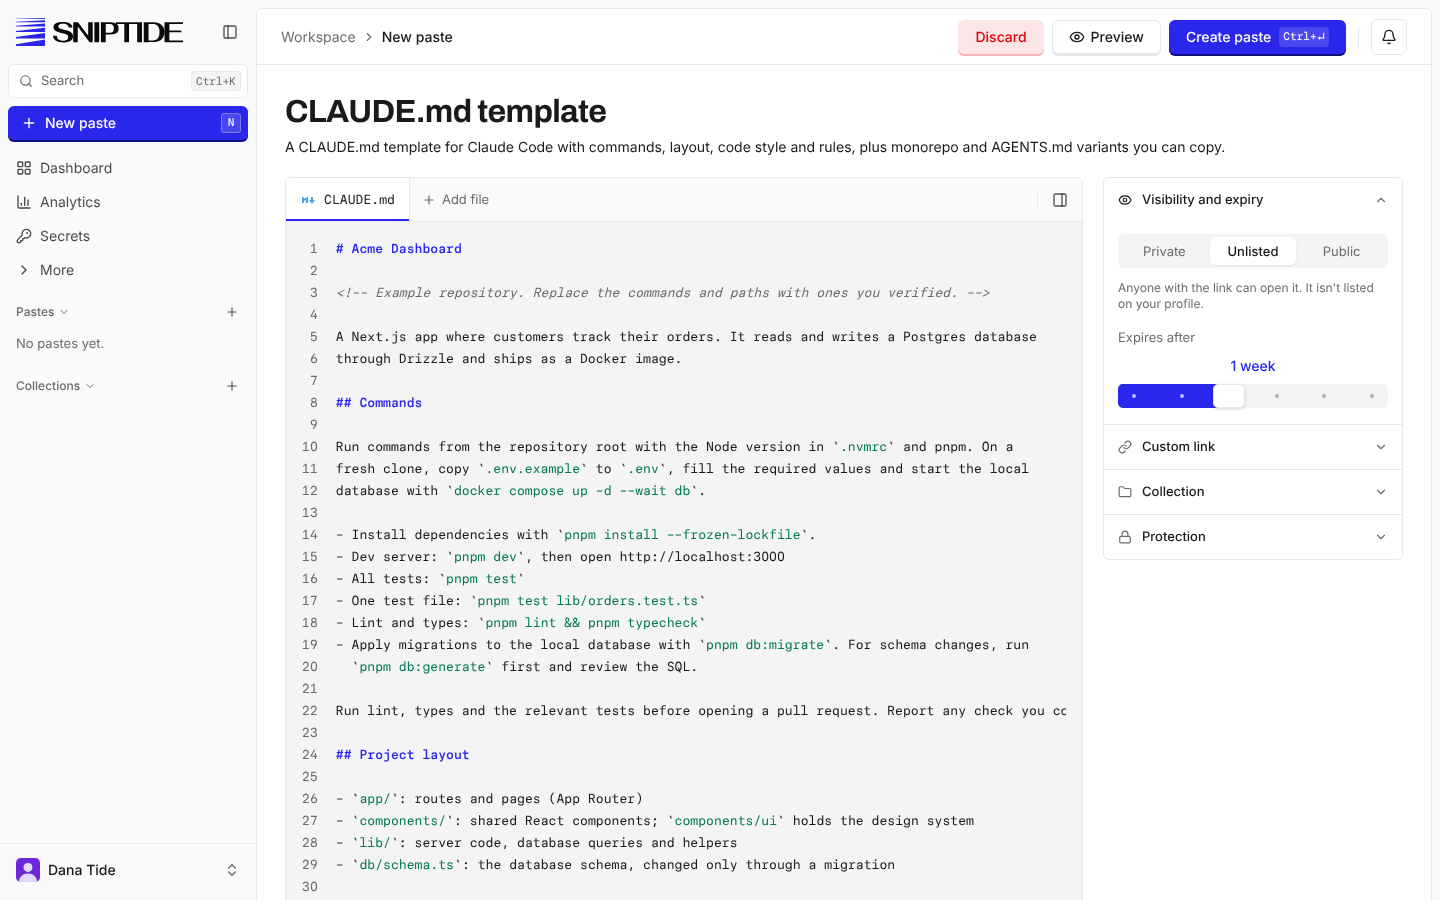 SNIPTIDE
Search Ctrl+K
New paste N
Dashboard
Analytics
Secrets
More
Pastes
No pastes yet.
Collections
Dana Tide
Workspace > New paste
Discard
Preview
Create paste Ctrl+↵
CLAUDE.md template
A CLAUDE.md template for Claude Code with commands, layout, code style and rules, plus monorepo and AGENTS.md variants you can copy.
CLAUDE.md
Add file
1 # Acme Dashboard
2
3 <!-- Example repository. Replace the commands and paths with ones you verified. -->
4
5 A Next.js app where customers track their orders. It reads and writes a Postgres database
6 through Drizzle and ships as a Docker image.
7
8 ## Commands
9
10 Run commands from the repository root with the Node version in `.nvmrc` and pnpm. On a
11 fresh clone, copy `.env.example` to `.env`, fill the required values and start the local
12 database with `docker compose up -d --wait db`.
13
14 - Install dependencies with `pnpm install --frozen-lockfile`.
15 - Dev server: `pnpm dev`, then open http://localhost:3000
16 - All tests: `pnpm test`
17 - One test file: `pnpm test lib/orders.test.ts`
18 - Lint and types: `pnpm lint && pnpm typecheck`
19 - Apply migrations to the local database with `pnpm db:migrate`. For schema changes, run
20 `pnpm db:generate` first and review the SQL.
21
22 Run lint, types and the relevant tests before opening a pull request. Report any check you
23
24 ## Project layout
25
26 - `app/`: routes and pages (App Router)
27 - `components/`: shared React components; `components/ui` holds the design system
28 - `lib/`: server code, database queries and helpers
29 - `db/schema.ts`: the database schema, changed only through a migration
30
Visibility and expiry
Private Unlisted Public
Anyone with the link can open it. It isn't listed
on your profile.
Expires after
1 week
Custom link
Collection
Protection